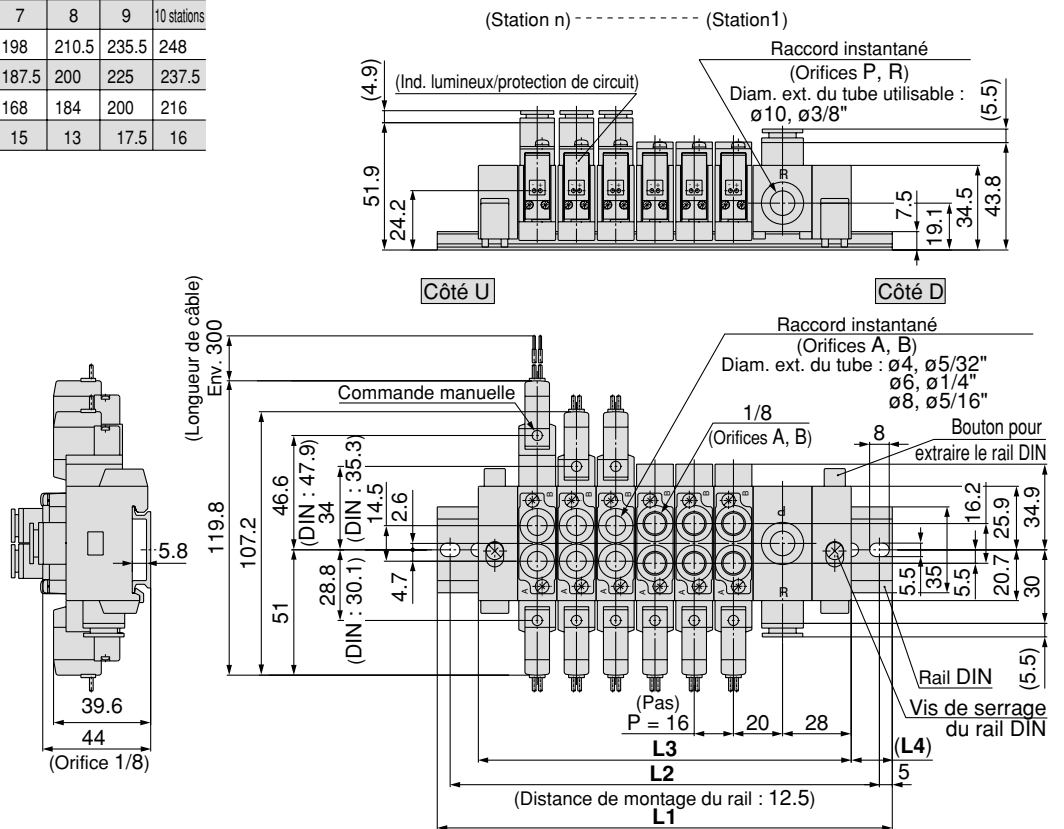 7 8 9 10 stations
198 210.5 235.5 248
187.5 200 225 237.5
168 184 200 216
15 13 17.5 16
(Station n) (Station1)
Raccord instantané
(Orifices P, R)
Diam. ext. du tube utilisable :
ø10, ø3/8"
(Ind. lumineux/protection de circuit)
(4.9)
51.9
24.2
(5.5)
7.5
19.1
34.5
43.8
R
Côté U
Côté D
(Longueur de câble)
Env. 300
Raccord instantané
(Orifices A, B)
Diam. ext. du tube : ø4, ø5/32"
ø6, ø1/4"
ø8, ø5/16"
Commande manuelle
1/8
(Orifices A, B)
8
Bouton pour
extraire le rail DIN
119.8
107.2
46.6
51
(DIN : 47.9)
34
28.8
(DIN : 30.1)
(DIN : 35.3)
14.5
2.6
4.7
B B B B B B
A A A A A A
P
R
5.5
35
5.5
16.2
25.9
20.7
34.9
30
(5.5)
5.8
39.6
44
(Orifice 1/8)
Rail DIN
Vis de serrage
du rail DIN
(Pas)
P = 16
20
28
L3
(L4)
L2
5
(Distance de montage du rail : 12.5)
L1